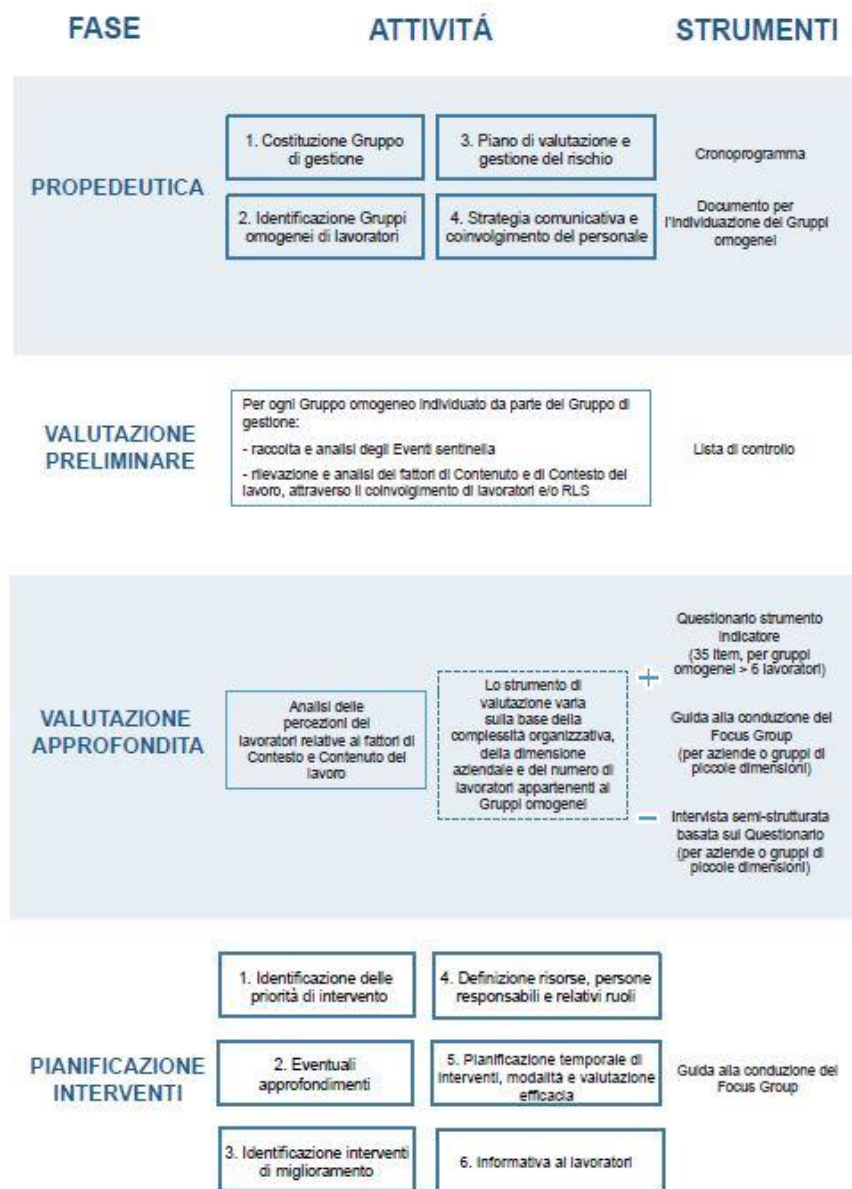 FASE
ATTIVITÁ
STRUMENTI
PROPEDEUTICA
1. Costituzione Gruppo
di gestione
3. Piano di valutazione e
gestione del rischio
2. Identificazione Gruppi
omogenei di lavoratori
4. Strategia comunicativa e
coinvolgimento del personale
Cronoprogramma
Documento per
l'individuazione dei Gruppi
omogenei
VALUTAZIONE
PRELIMINARE
Per ogni Gruppo omogeneo individuato da parte del Gruppo di
gestione:
- raccolta e analisi degli Eventi sentinella
- rilevazione e analisi dei fattori di Contenuto e di Contesto del
lavoro, attraverso il coinvolgimento di lavoratori e/o RLS
Lista di controllo
VALUTAZIONE
APPROFONDITA
Analisi delle
percezioni dei
lavoratori relative ai fattori di
Contesto e Contenuto del
lavoro
Lo strumento di
valutazione varia
sulla base della
complessità organizzativa,
della dimensione
aziendale e del numero di
lavoratori appartenenti ai
Gruppi omogenei
+
Questionario strumento
indicatore
(35 item, per gruppi
omogenei > 6 lavoratori)
Guida alla conduzione del
Focus Group
(per aziende o gruppi di
piccole dimensioni)
–
Intervista semi-strutturata
basata sul Questionario
(per aziende o gruppi di
piccole dimensioni)
PIANIFICAZIONE
INTERVENTI
1. Identificazione delle
priorità di intervento
4. Definizione risorse, persone
responsabili e relativi ruoli
2. Eventuali
approfondimenti
5. Pianificazione temporale di
interventi, modalità e valutazione
efficacia
3. Identificazione interventi
di miglioramento
6. Informativa ai lavoratori
Guida alla conduzione del
Focus Group